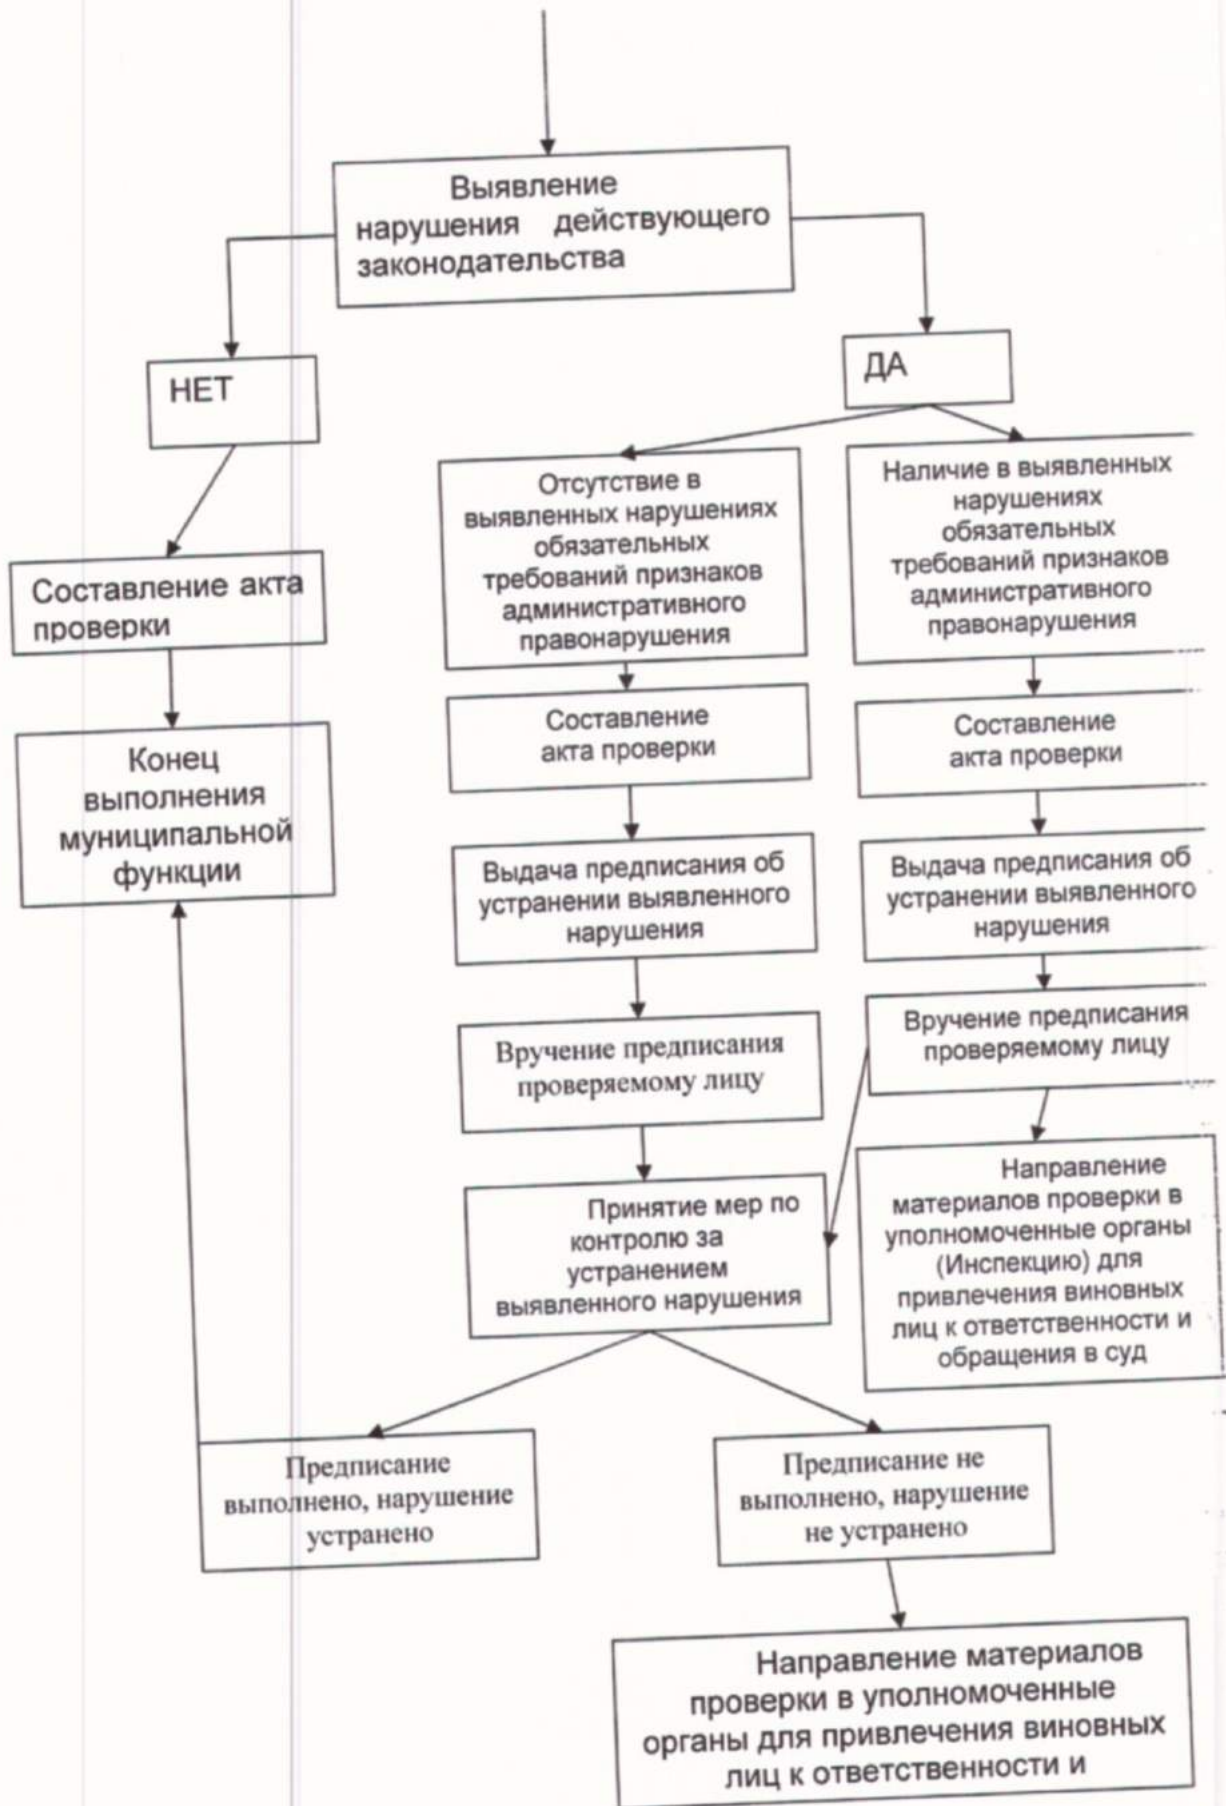 Выявление
нарушения действующего
законодательства
НЕТ
ДА
Составление акта
проверки
Конец
выполнения
муниципальной
функции
Отсутствие в
выявленных нарушениях
обязательных
требований признаков
административного
правонарушения
Составление
акта проверки
Выдача предписания об
устранении выявленного
нарушения
Вручение предписания
проверяемому лицу
Принятие мер по
контролю за
устранением
выявленного нарушения
Наличие в выявленных
нарушениях
обязательных
требований признаков
административного
правонарушения
Составление
акта проверки
Выдача предписания об
устранении выявленного
нарушения
Вручение предписания
проверяемому лицу
Направление
материалов проверки в
уполномоченные органы
(Инспекцию) для
привлечения виновных
лиц к ответственности и
обращения в суд
Предписание
выполнено, нарушение
устранено
Предписание не
выполнено, нарушение
не устранено
Направление материалов
проверки в уполномоченные
органы для привлечения виновных
лиц к ответственности и